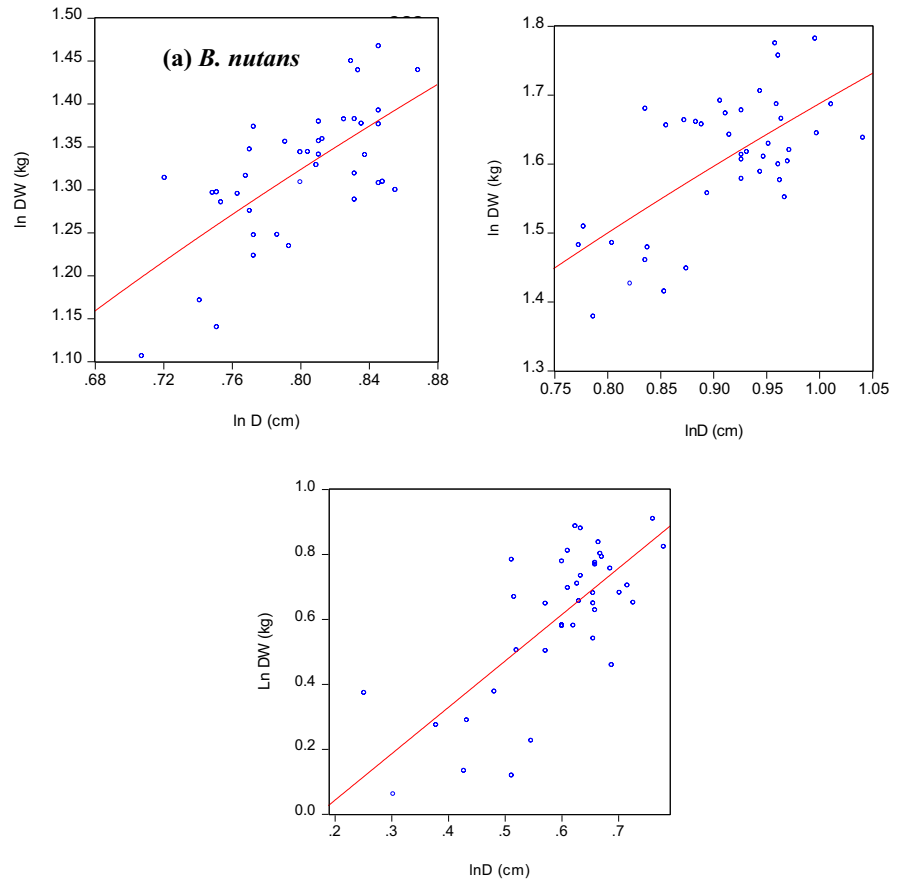 1.50
1.45
1.40
1.35
1.30
1.25
1.20
1.15
1.10
ln DW (kg)
(a) B. nutans
.68 .72 .76 .80 .84 .88
ln D (cm)
1.8
1.7
1.6
1.5
1.4
1.3
ln DW (kg)
0.75 0.80 0.85 0.90 0.95 1.00 1.05
lnD (cm)
1.0
0.8
0.6
0.4
0.2
0.0
Ln DW (kg)
.2 .3 .4 .5 .6 .7
lnD (cm)